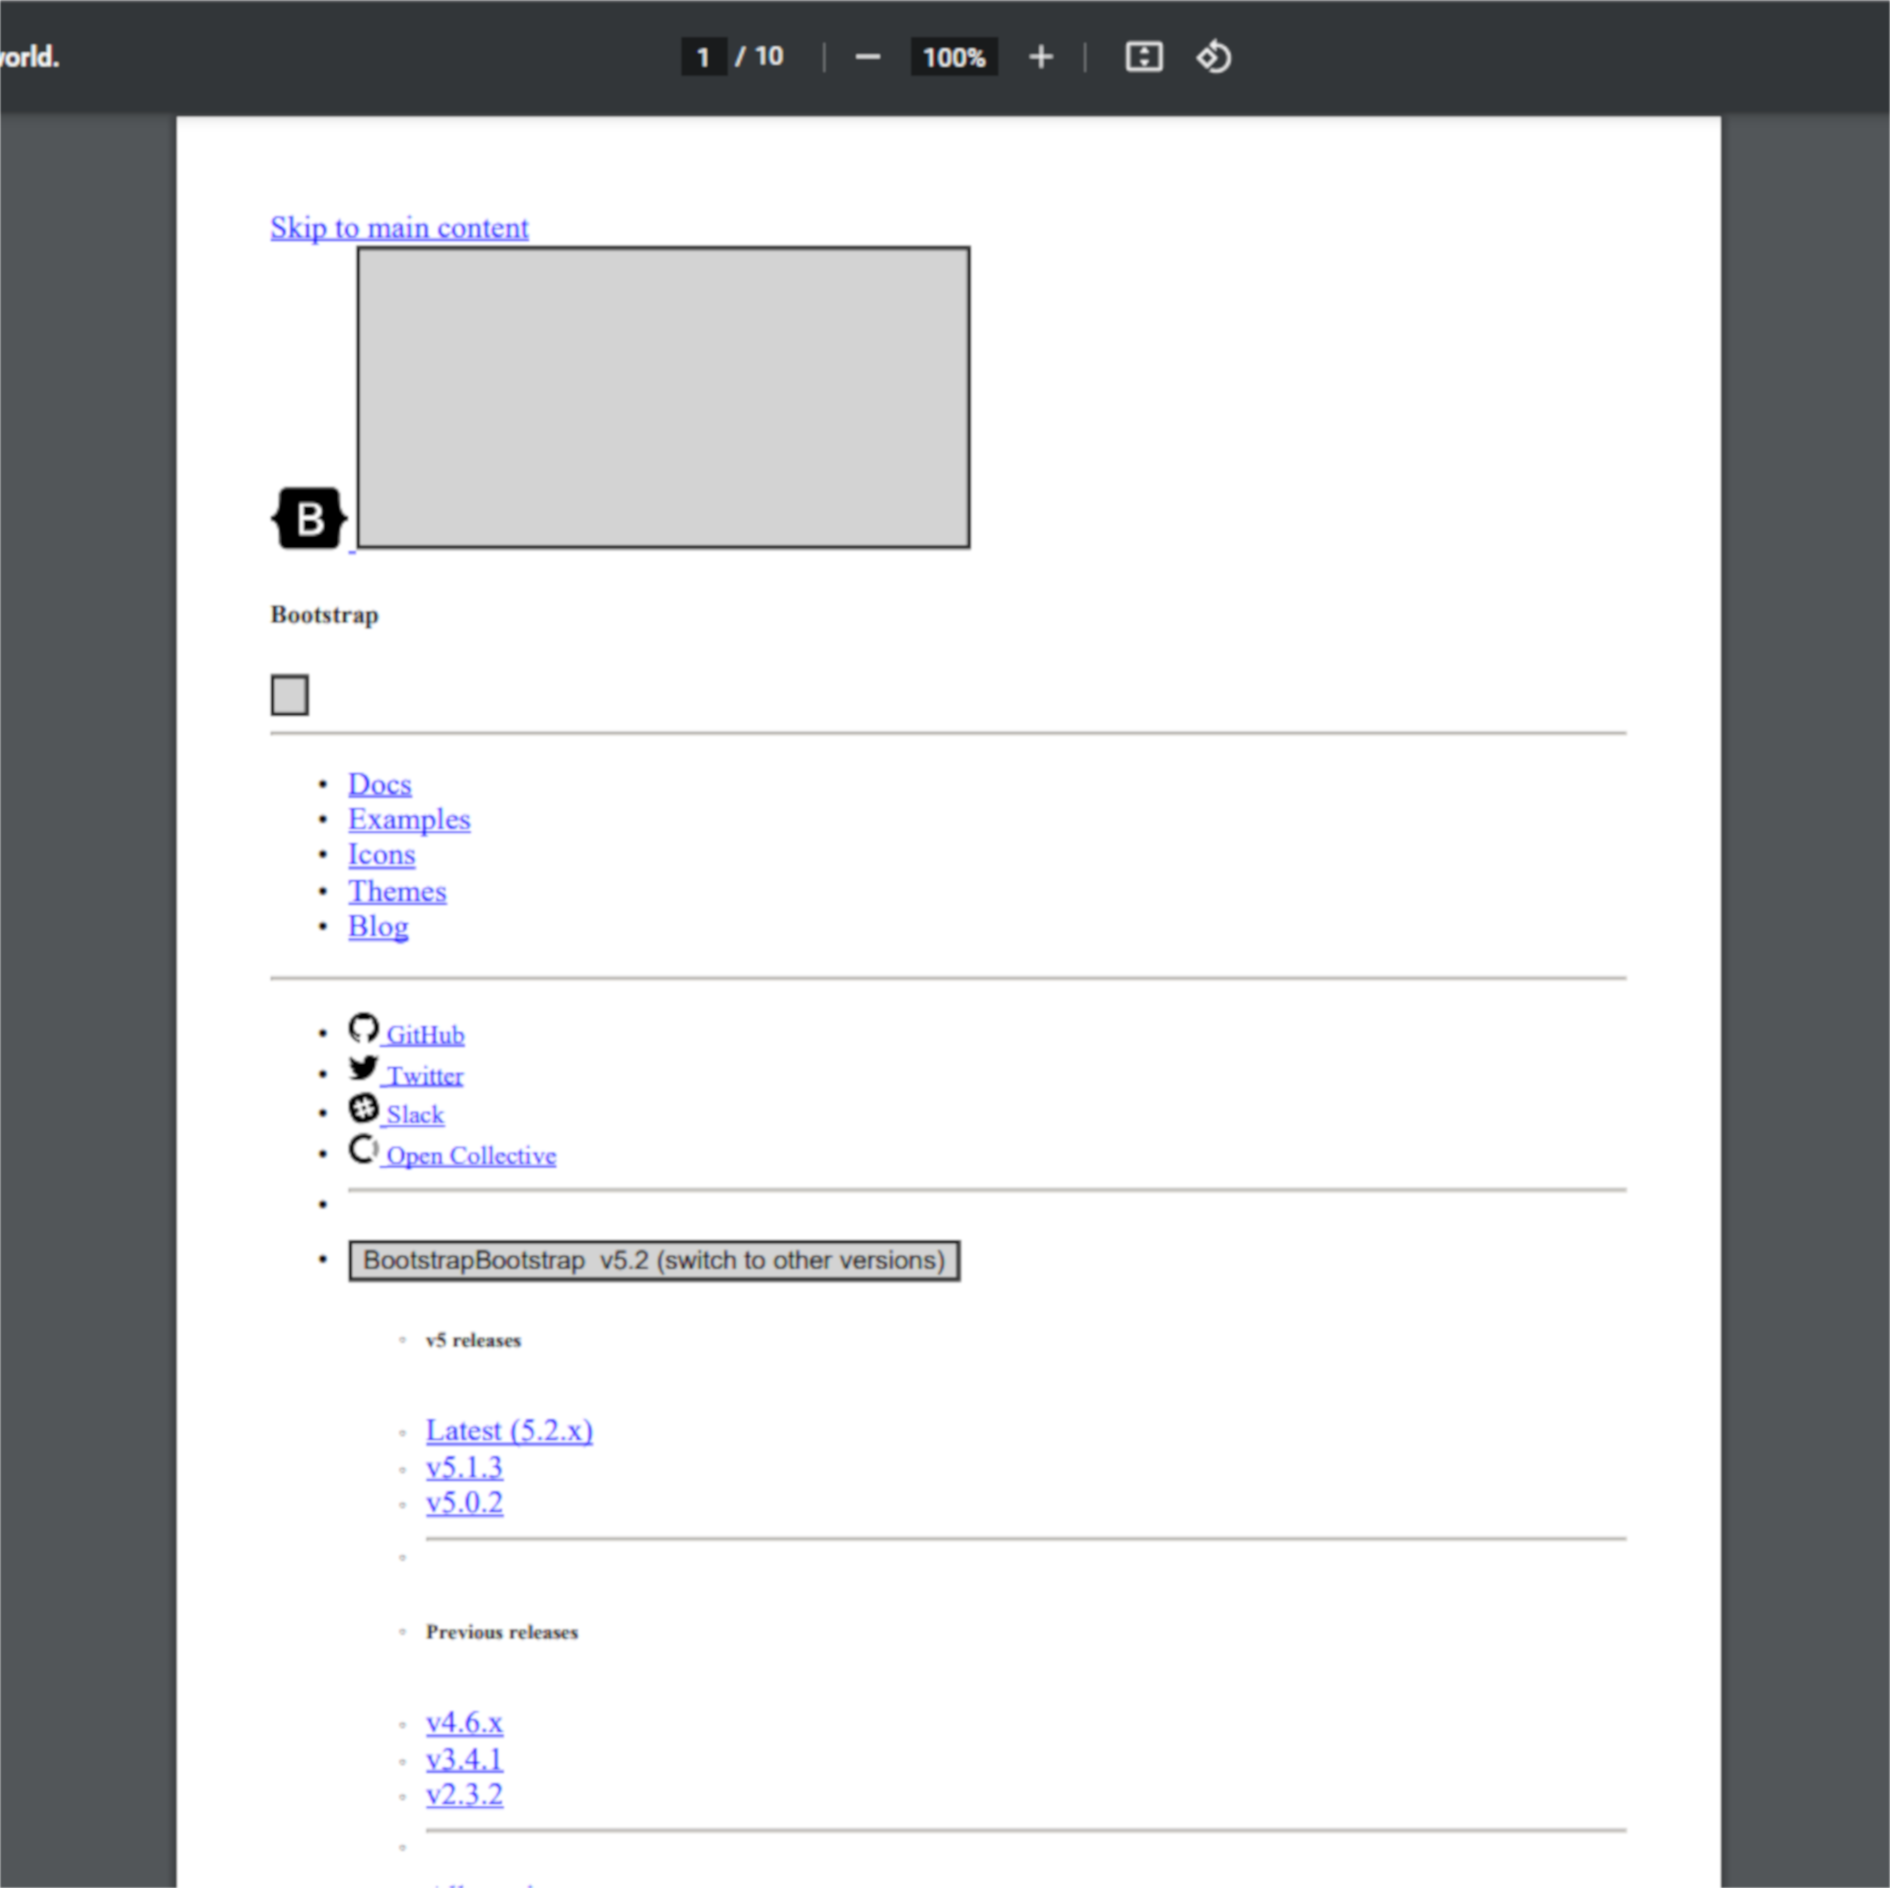 world.
1 / 10
100%
Skip to main content
B
Bootstrap
Docs
Examples
Icons
Themes
Blog
GitHub
Twitter
Slack
Open Collective
BootstrapBootstrap v5.2 (switch to other versions)
v5 releases
Latest (5.2.x)
v5.1.3
v5.0.2
Previous releases
v4.6.x
v3.4.1
v2.3.2